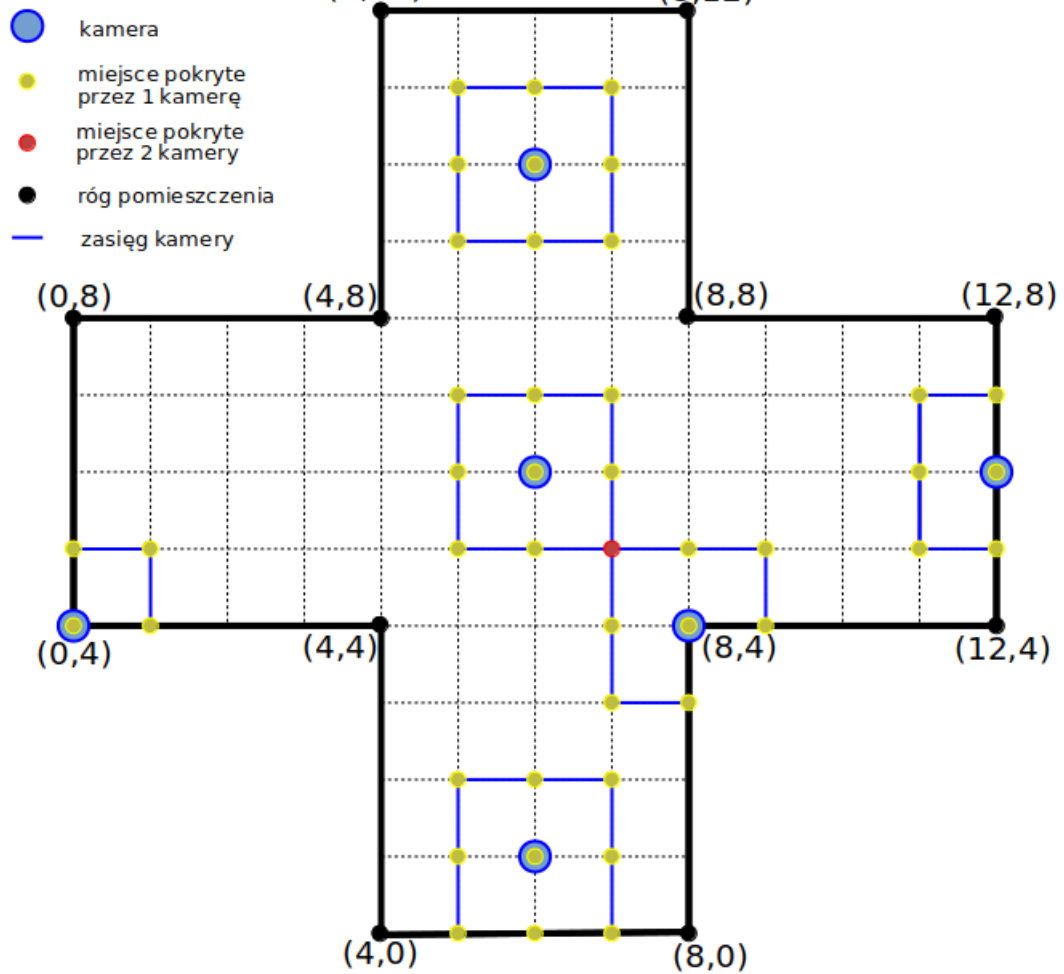 kamera
miejsce pokryte
przez 1 kamerę
miejsce pokryte
przez 2 kamery
róg pomieszczenia
zasięg kamery
(0,8)
(4,8)
(8,8)
(12,8)
(0,4)
(4,4)
(8,4)
(12,4)
(4,0)
(8,0)